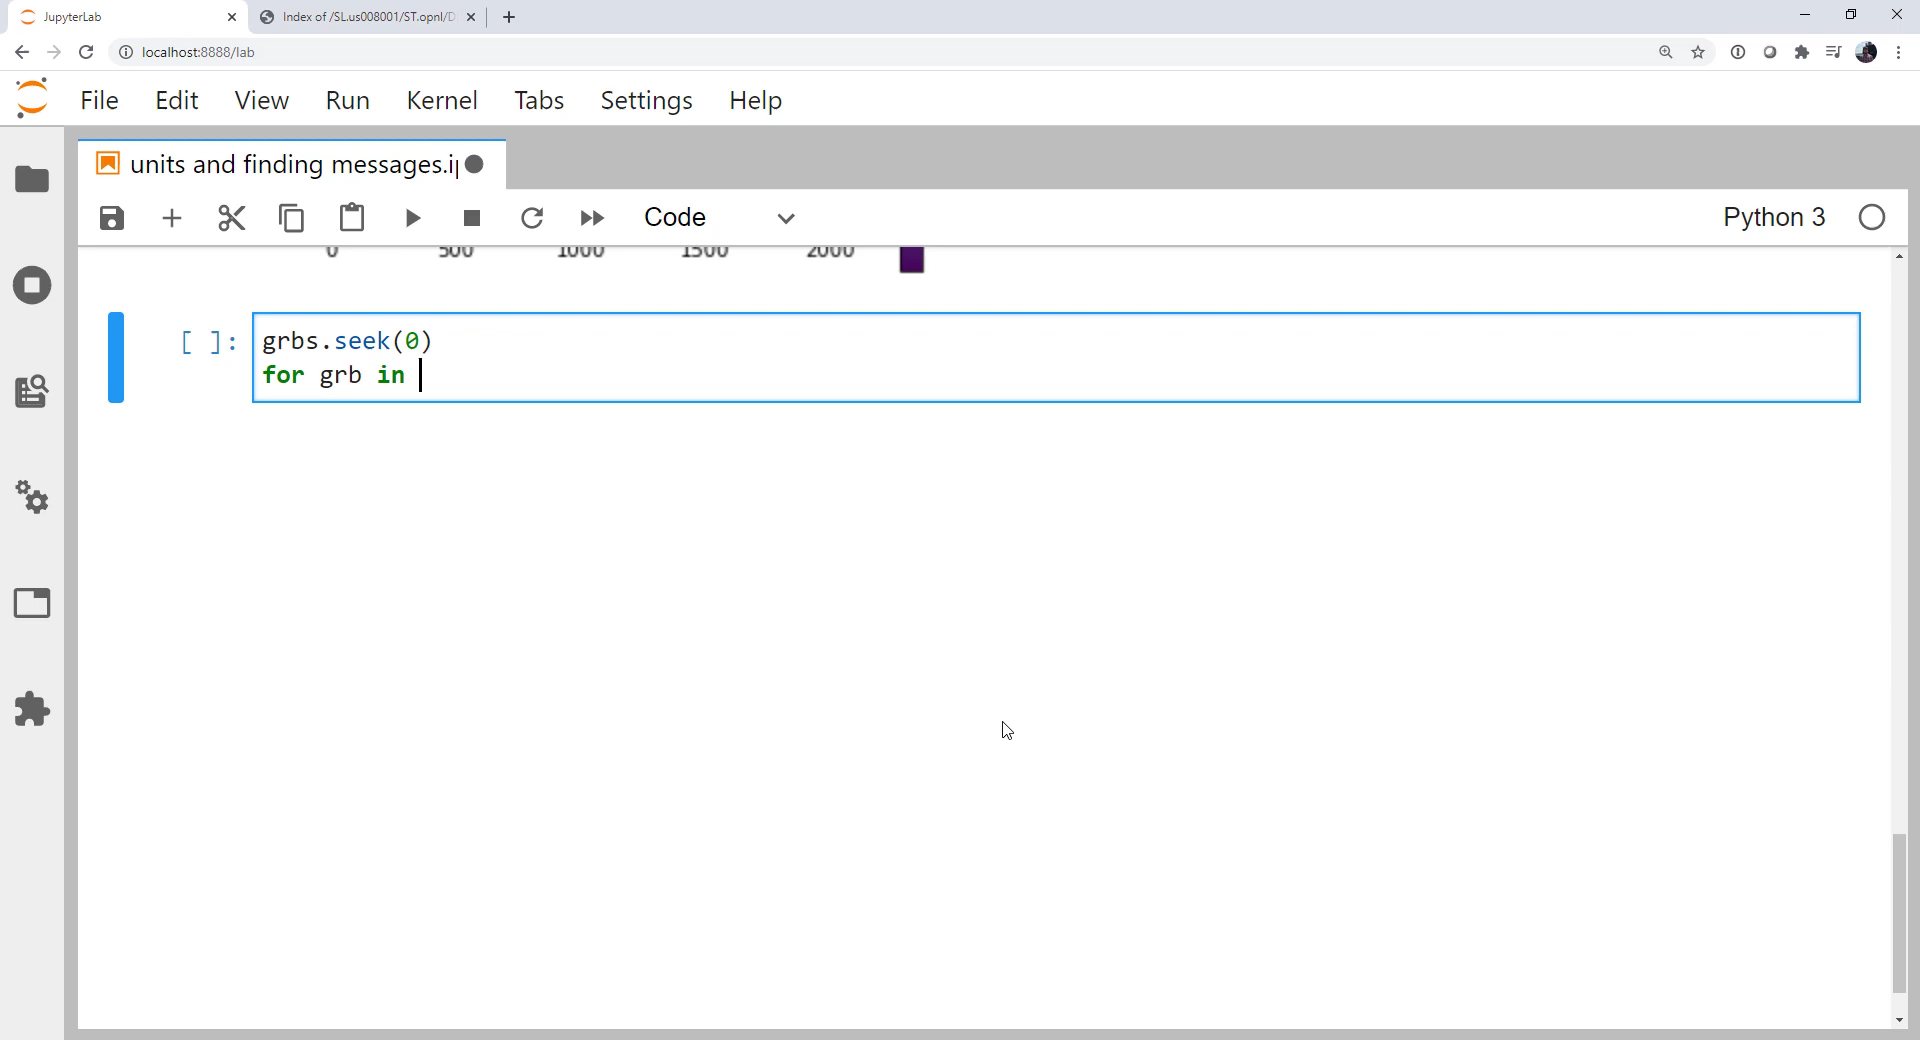 JupyterLab
Index of /SL.us008001/ST.opnl/D
localhost:8888/lab
File Edit View Run Kernel Tabs Settings Help
units and finding messages.i
Code
Python 3
0 500 1000 1500 2000
[ ]:
grbs.seek(0)
for grb in